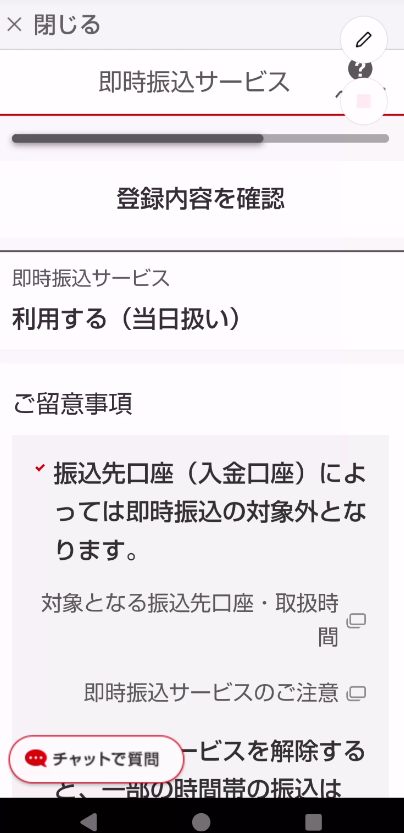 × 閉じる
即時振込サービス
?
登録内容を確認
即時振込サービス
利用する（当日扱い）
ご留意事項
振込先口座（入金口座）によ
っては即時振込の対象外とな
ります。
対象となる振込先口座・取扱時
間
即時振込サービスのご注意
ービスを解除する
チャットで質問
と、一部の時間帯の振込は